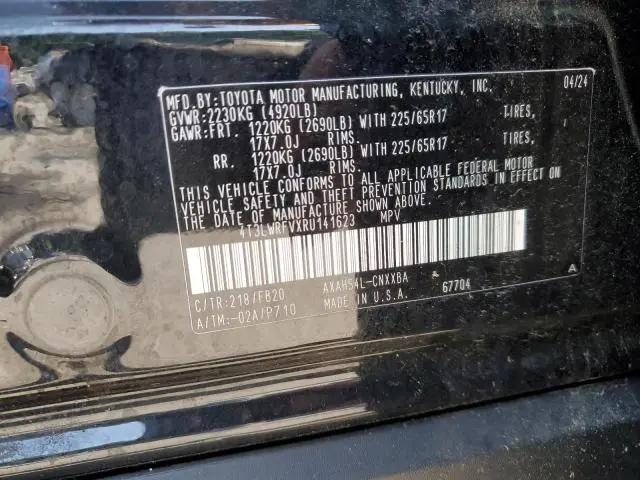 MFD.BY:TOYOTA MOTOR MANUFACTURING, KENTUCKY, INC. 04/24
GVWR:2230KG (4920LB)
GAWR:FRT. 1220KG (2690LB) WITH 225/65R17 TIRES,
17X7.0J RIMS.
RR. 1220KG (2690LB) WITH 225/65R17 TIRES,
17X7.0J RIMS.
THIS VEHICLE CONFORMS TO ALL APPLICABLE FEDERAL MOTOR
VEHICLE SAFETY AND THEFT PREVENTION STANDARDS IN EFFECT ON
THE DATE OF MANUFACTURE SHOWN ABOVE.
4T3LWRFVXRU141623 MPV
C/TR:218/FB20 AXAH54L-CNXXBA
A/TM:-02A/P710 MADE IN U.S.A. 67704 A